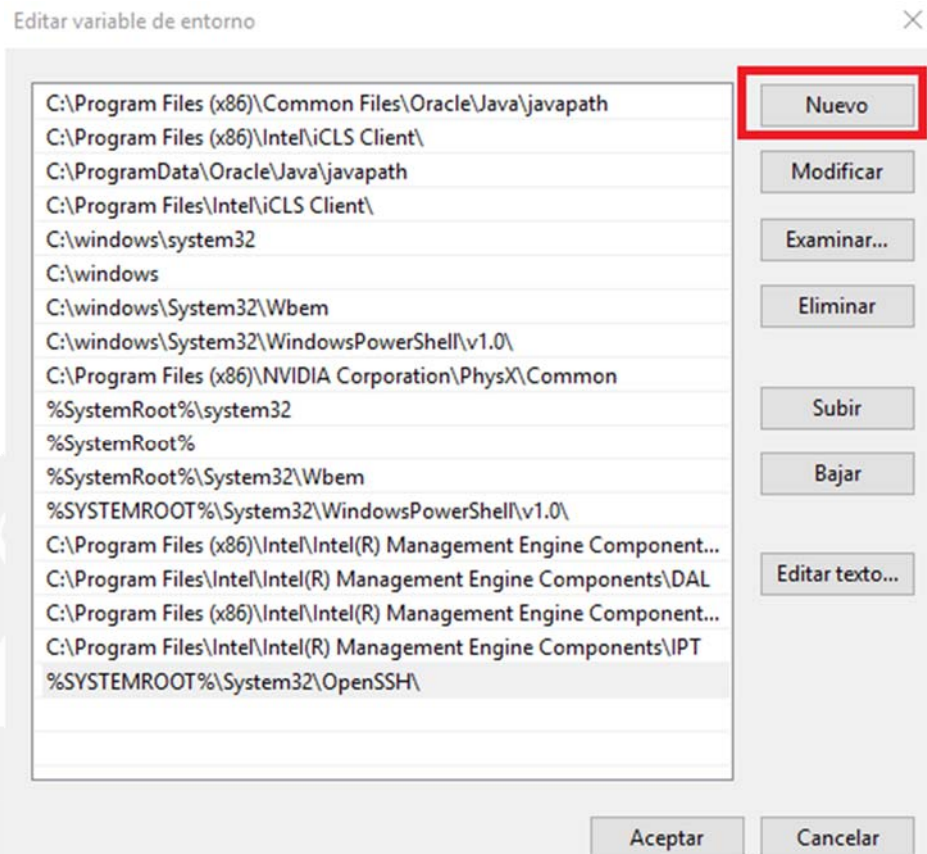 Editar variable de entorno
C:\Program Files (x86)\Common Files\Oracle\Java\javapath
C:\Program Files (x86)\Intel\iCLS Client\
C:\ProgramData\Oracle\Java\javapath
C:\Program Files\Intel\iCLS Client\
C:\windows\system32
C:\windows
C:\windows\System32\Wbem
C:\windows\System32\WindowsPowerShell\v1.0\
C:\Program Files (x86)\NVIDIA Corporation\PhysX\Common
%SystemRoot%\system32
%SystemRoot%
%SystemRoot%\System32\Wbem
%SYSTEMROOT%\System32\WindowsPowerShell\v1.0\
C:\Program Files (x86)\Intel\Intel(R) Management Engine Component...
C:\Program Files\Intel\Intel(R) Management Engine Components\DAL
C:\Program Files (x86)\Intel\Intel(R) Management Engine Component...
C:\Program Files\Intel\Intel(R) Management Engine Components\IPT
%SYSTEMROOT%\System32\OpenSSH\
Nuevo
Modificar
Examinar...
Eliminar
Subir
Bajar
Editar texto...
Aceptar
Cancelar